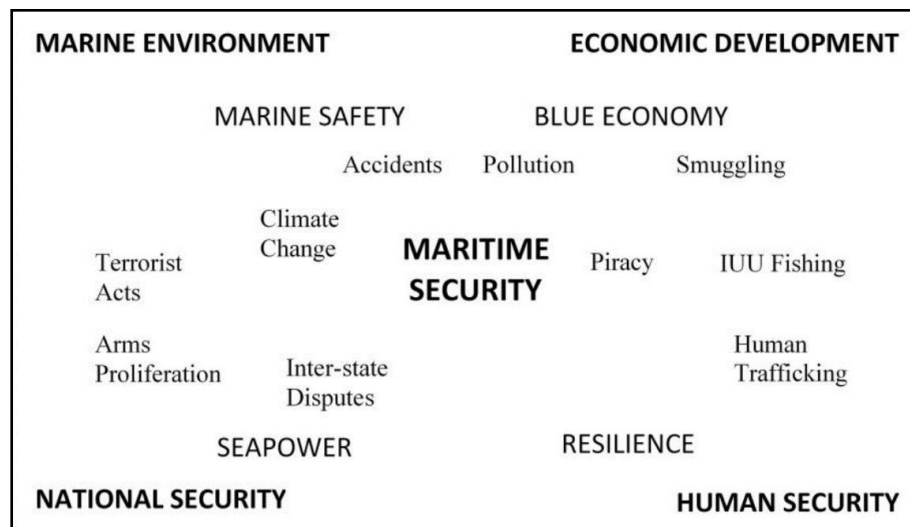 MARINE ENVIRONMENT
ECONOMIC DEVELOPMENT
MARINE SAFETY
BLUE ECONOMY
Accidents
Pollution
Smuggling
Climate
Change
MARITIME
SECURITY
Terrorist
Acts
Piracy
IUU Fishing
Arms
Proliferation
Inter-state
Disputes
Human
Trafficking
SEAPOWER
RESILIENCE
NATIONAL SECURITY
HUMAN SECURITY